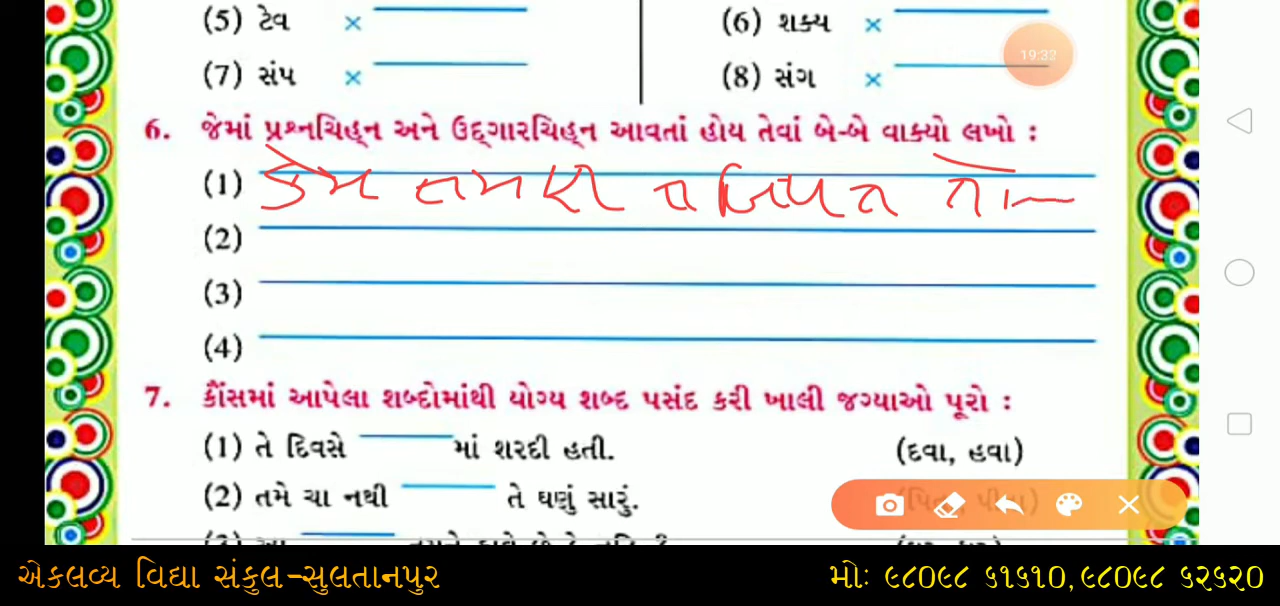 (5) ટેવ × (6) શક્ય ×
19:32
(7) સંપ × (8) સંગ ×
6. જેમાં પ્રશ્નચિહ્ન અને ઉદ્ગારચિહ્ન આવતાં હોય તેવાં બે-બે વાક્યો લખો :
(1) કેમ તમારી તબિયત તો
(2)
(3)
(4)
7. કૌંસમાં આપેલા શબ્દોમાંથી યોગ્ય શબ્દ પસંદ કરી ખાલી જગ્યાઓ પૂરો :
(1) તે દિવસે માં શરદી હતી. (દવા, હવા)
(2) તમે ચા નથી તે ઘણું સારું.
એકલવ્ય વિદ્યા સંકુલ-સુલતાનપુર મોઃ ૯૮૦૯૮ ૬૧૬૧૦,૯૮૦૯૮ ૬૨૬૨૦